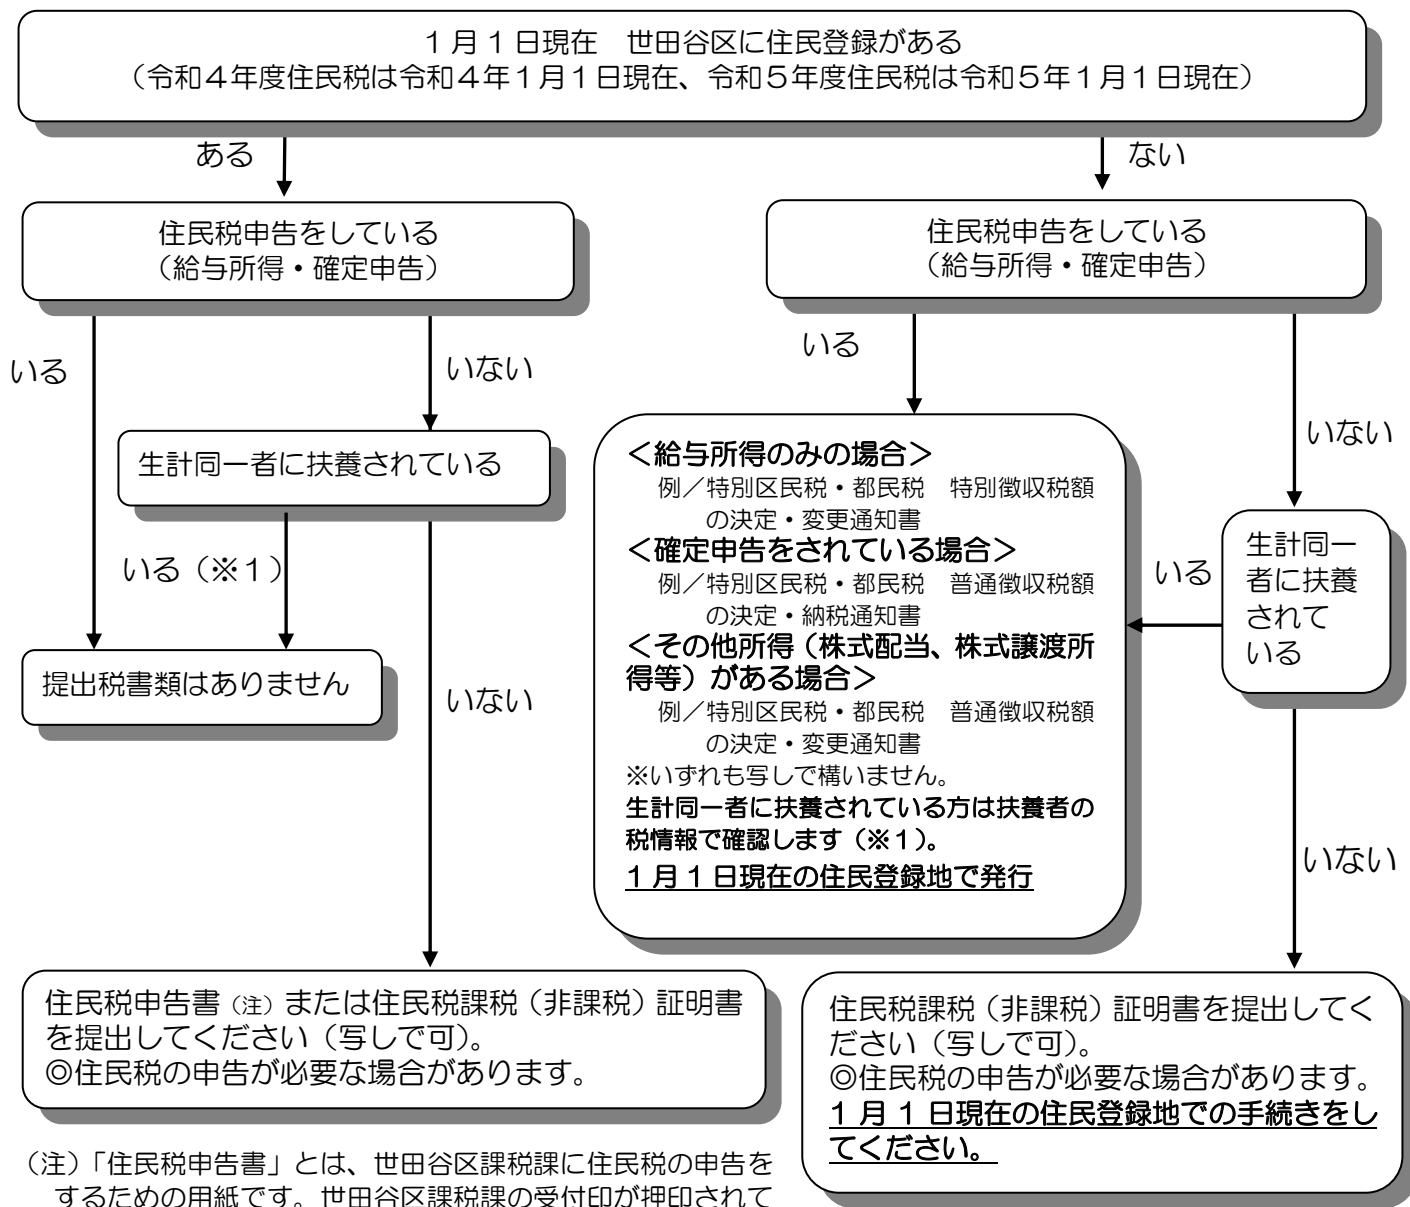 １月１日現在　世田谷区に住民登録がある
（令和４年度住民税は令和４年１月１日現在、令和５年度住民税は令和５年１月１日現在）
ある
ない
住民税申告をしている
（給与所得・確定申告）
住民税申告をしている
（給与所得・確定申告）
いる
いない
いる
いない
生計同一者に扶養されている
いる（※１）
いない
提出税書類はありません
＜給与所得のみの場合＞
例／特別区民税・都民税　特別徴収税額
の決定・変更通知書
＜確定申告をされている場合＞
例／特別区民税・都民税　普通徴収税額
の決定・納税通知書
＜その他所得（株式配当、株式譲渡所
得等）がある場合＞
例／特別区民税・都民税　普通徴収税額
の決定・変更通知書
※いずれも写しで構いません。
生計同一者に扶養されている方は扶養者の
税情報で確認します（※１）。
１月１日現在の住民登録地で発行
いる
生計同一
者に扶養
されて
いる
いない
住民税申告書（注）または住民税課税（非課税）証明書
を提出してください（写しで可）。
◎住民税の申告が必要な場合があります。
住民税課税（非課税）証明書を提出してく
ださい（写しで可）。
◎住民税の申告が必要な場合があります。
１月１日現在の住民登録地での手続きをし
てください。
（注）「住民税申告書」とは、世田谷区課税課に住民税の申告を
するための用紙です。世田谷区課税課の受付印が押印されて